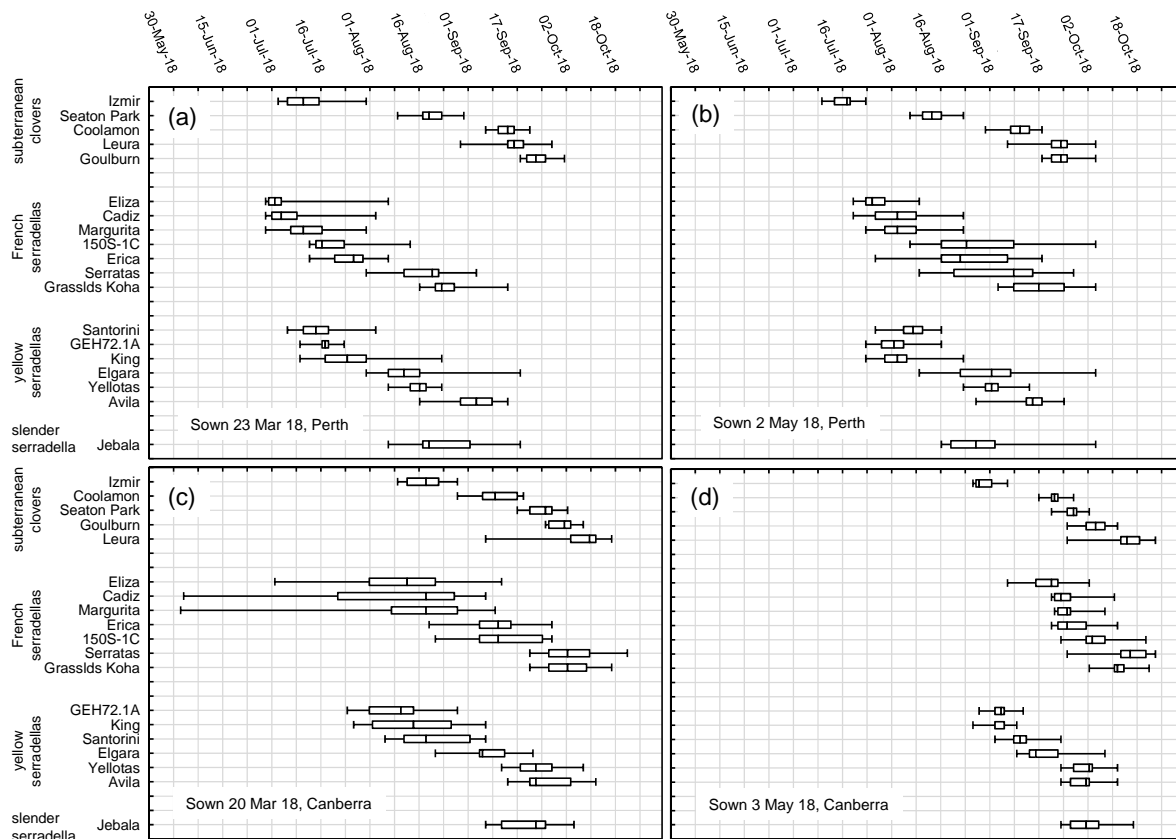 30-May-18 15-Jun-18 01-Jul-18 16-Jul-18 01-Aug-18 16-Aug-18 01-Sep-18 17-Sep-18 02-Oct-18 18-Oct-18
30-May-18 15-Jun-18 01-Jul-18 16-Jul-18 01-Aug-18 16-Aug-18 01-Sep-18 17-Sep-18 02-Oct-18 18-Oct-18
(a)
subterranean
clovers
Izmir
Seaton Park
Coolamon
Leura
Goulburn
French
serradellas
Eliza
Cadiz
Margurita
150S-1C
Erica
Serratas
Grasslds Koha
yellow
serradellas
Santorini
GEH72.1A
King
Elgara
Yellotas
Avila
slender
serradella
Jebala
Sown 23 Mar 18, Perth
(b)
Sown 2 May 18, Perth
(c)
subterranean
clovers
Izmir
Coolamon
Seaton Park
Goulburn
Leura
French
serradellas
Eliza
Cadiz
Margurita
Erica
150S-1C
Serratas
Grasslds Koha
yellow
serradellas
GEH72.1A
King
Santorini
Elgara
Yellotas
Avila
slender
serradella
Jebala
Sown 20 Mar 18, Canberra
(d)
Sown 3 May 18, Canberra